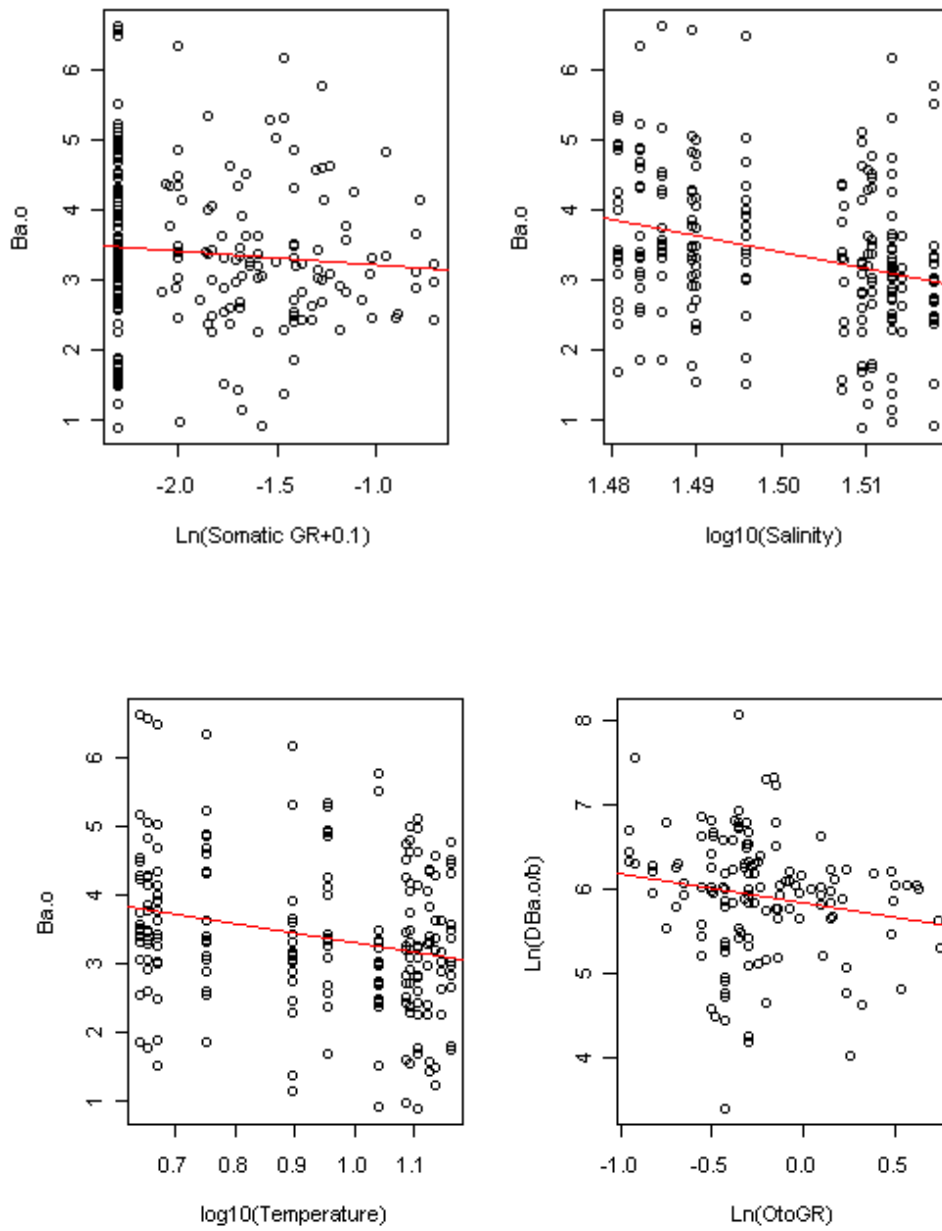 6
5
4
3
2
1
Ba.o
-2.0 -1.5 -1.0
Ln(Somatic GR+0.1)
6
5
4
3
2
1
Ba.o
1.48 1.49 1.50 1.51
log10(Salinity)
6
5
4
3
2
1
Ba.o
0.7 0.8 0.9 1.0 1.1
log10(Temperature)
8
7
6
5
4
Ln(DBa.o/b)
-1.0 -0.5 0.0 0.5
Ln(OtoGR)